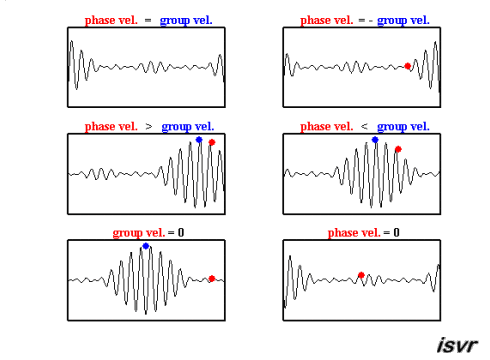 phase vel. = group vel.
phase vel. = - group vel.
phase vel. > group vel.
phase vel. < group vel.
group vel. = 0
phase vel. = 0
isvr